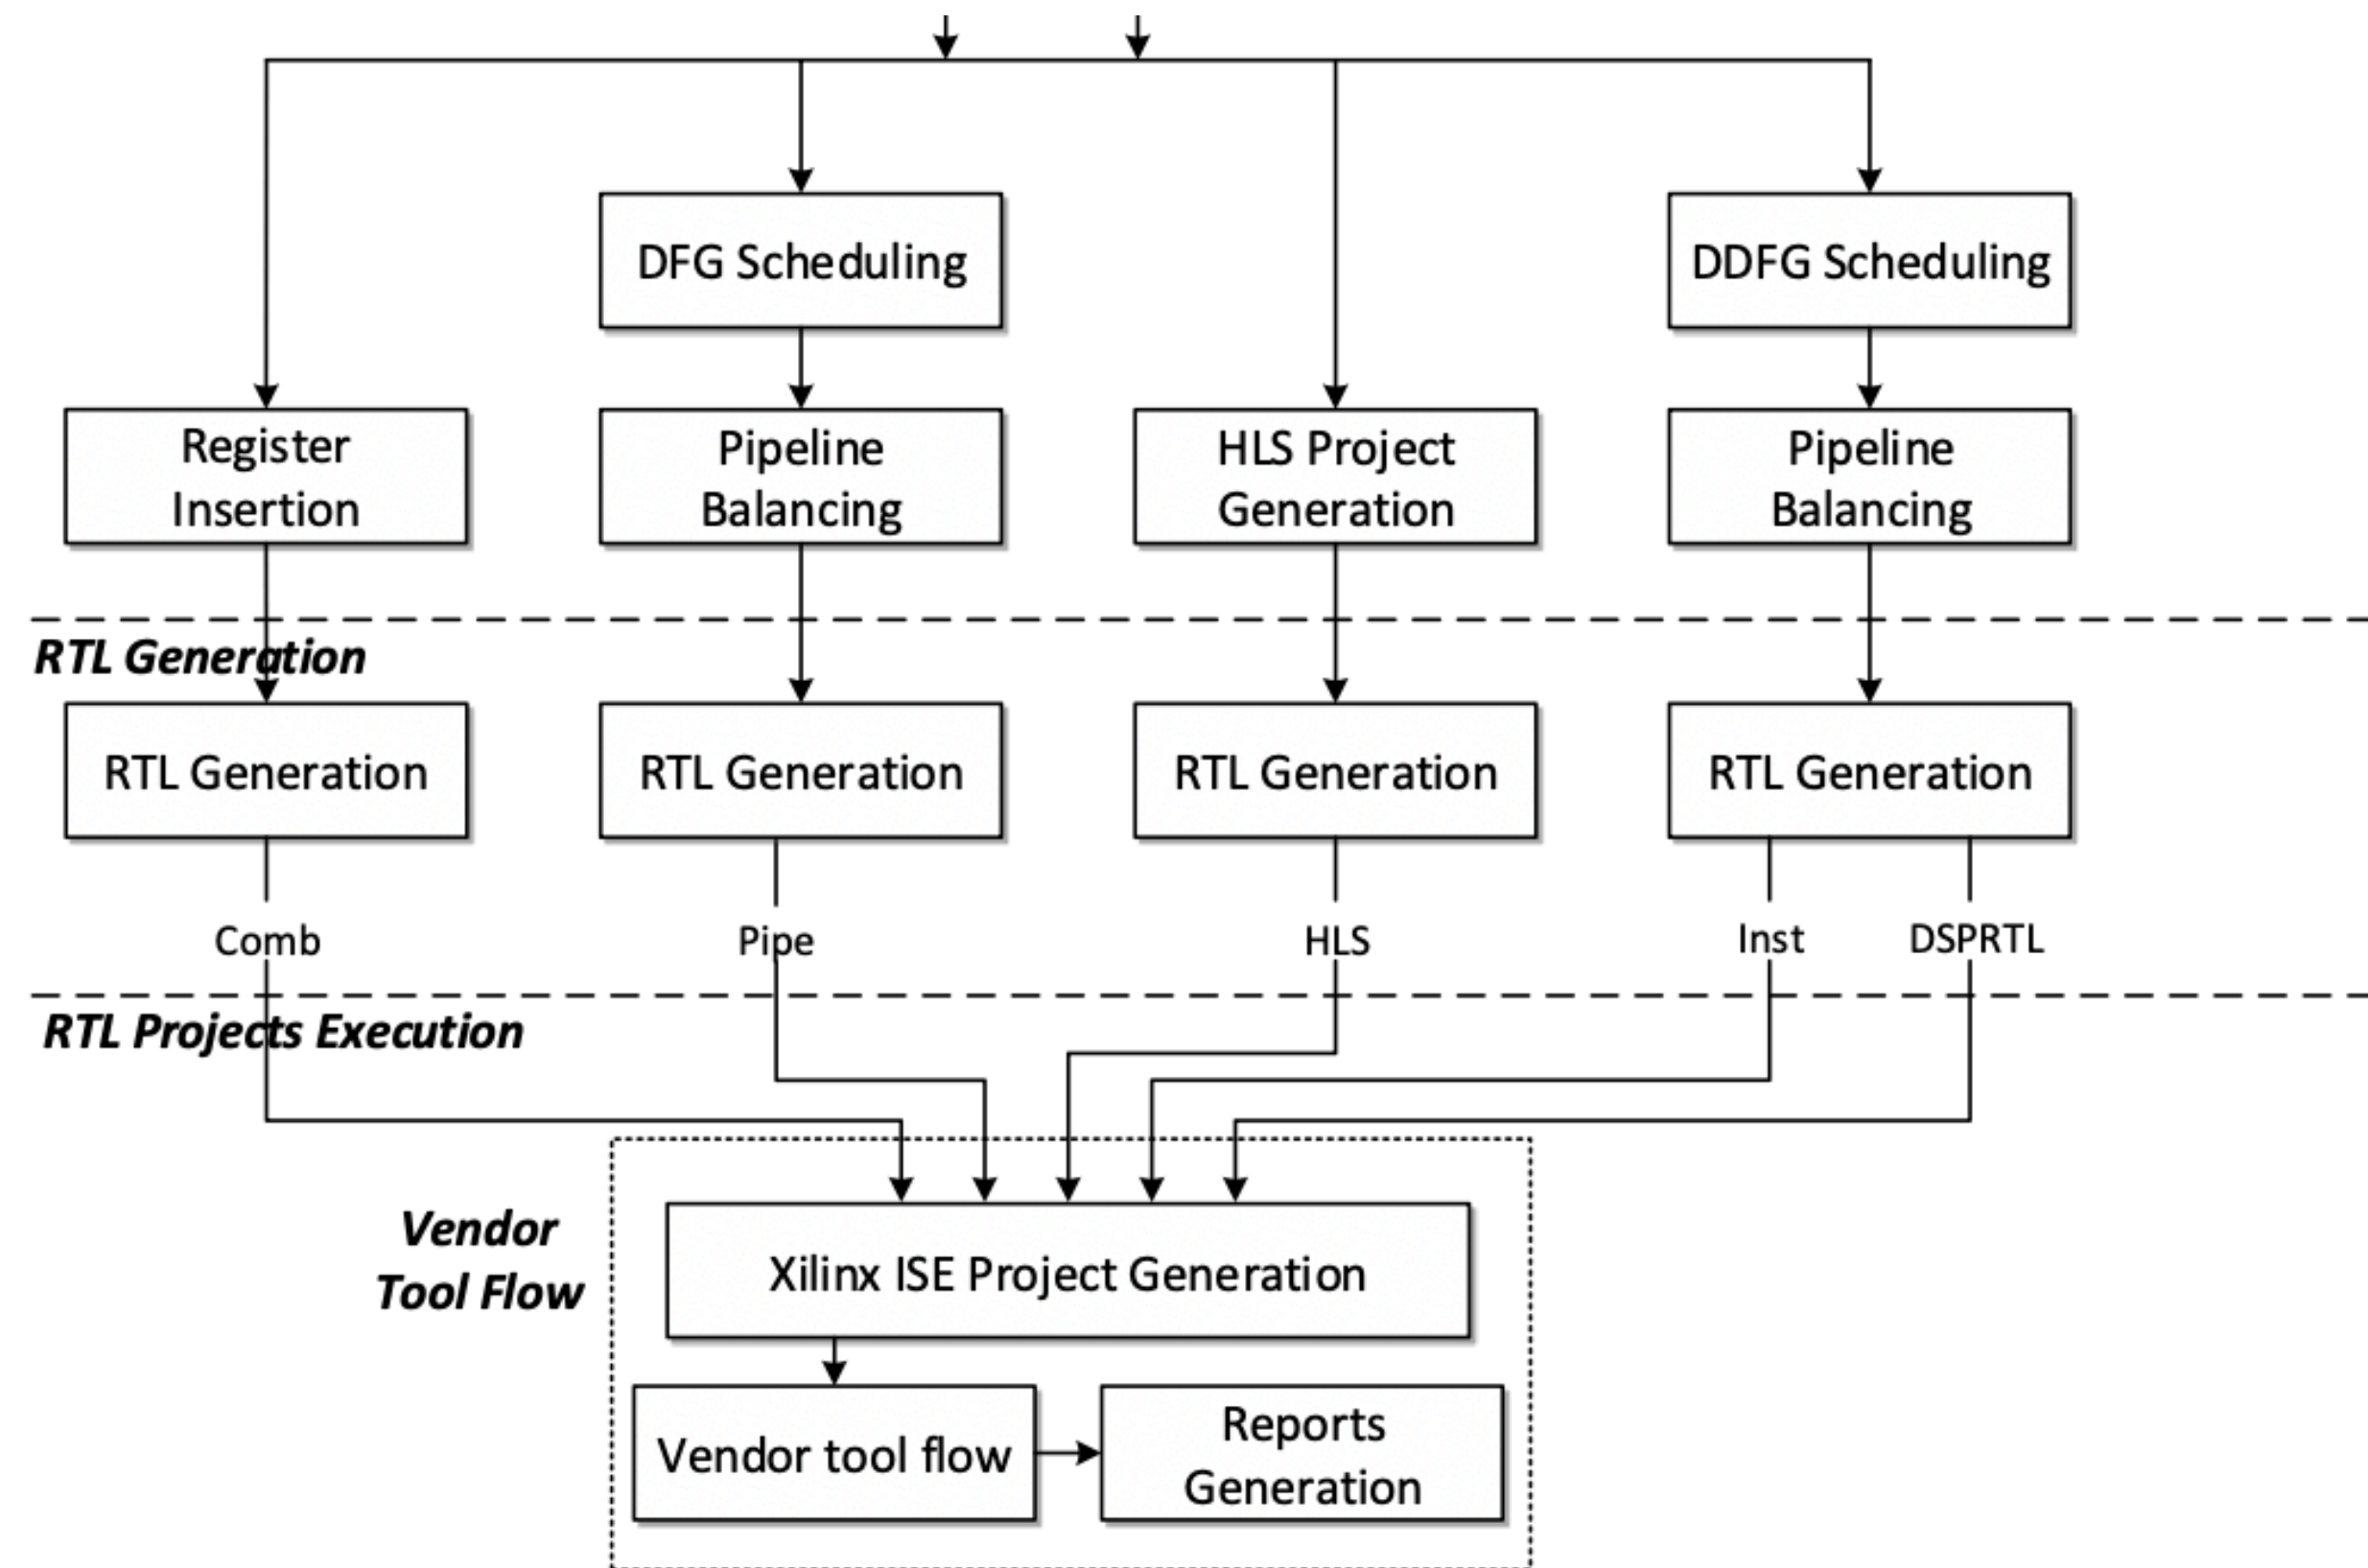 DFG Scheduling
DDFG Scheduling
Register
Insertion
Pipeline
Balancing
HLS Project
Generation
Pipeline
Balancing
RTL Generation
RTL Generation
RTL Generation
RTL Generation
RTL Generation
Comb
Pipe
HLS
Inst
DSPRTL
RTL Projects Execution
Vendor
Tool Flow
Xilinx ISE Project Generation
Vendor tool flow
Reports
Generation